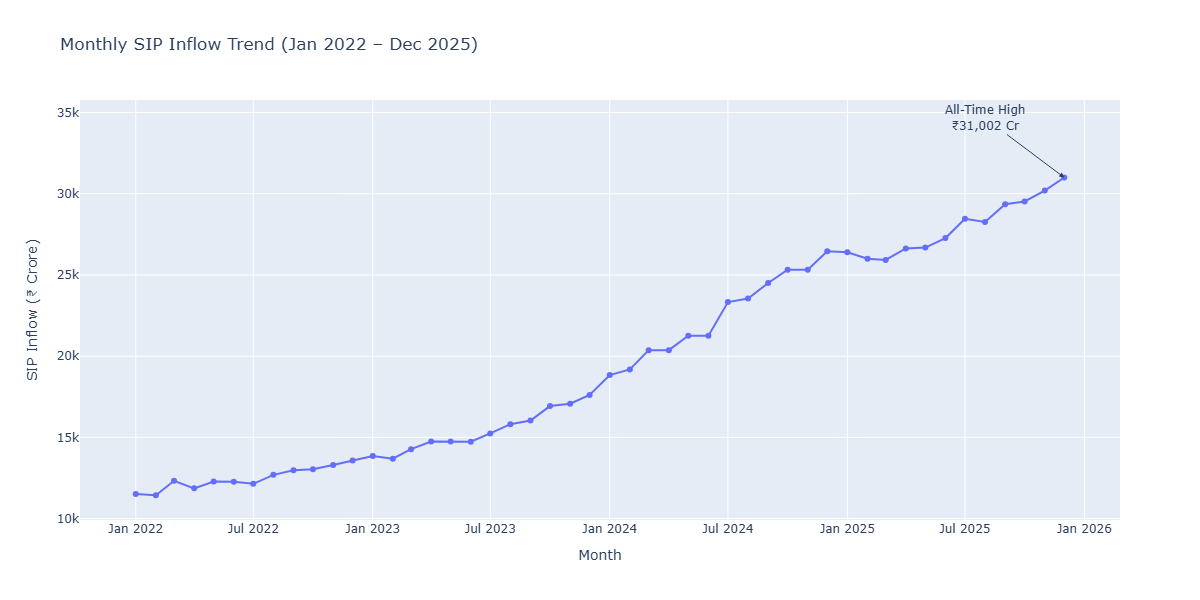 Monthly SIP Inflow Trend (Jan 2022 – Dec 2025)
All-Time High
₹31,002 Cr
35k
30k
25k
20k
15k
10k
SIP Inflow (₹ Crore)
Jan 2022
Jul 2022
Jan 2023
Jul 2023
Jan 2024
Jul 2024
Jan 2025
Jul 2025
Jan 2026
Month